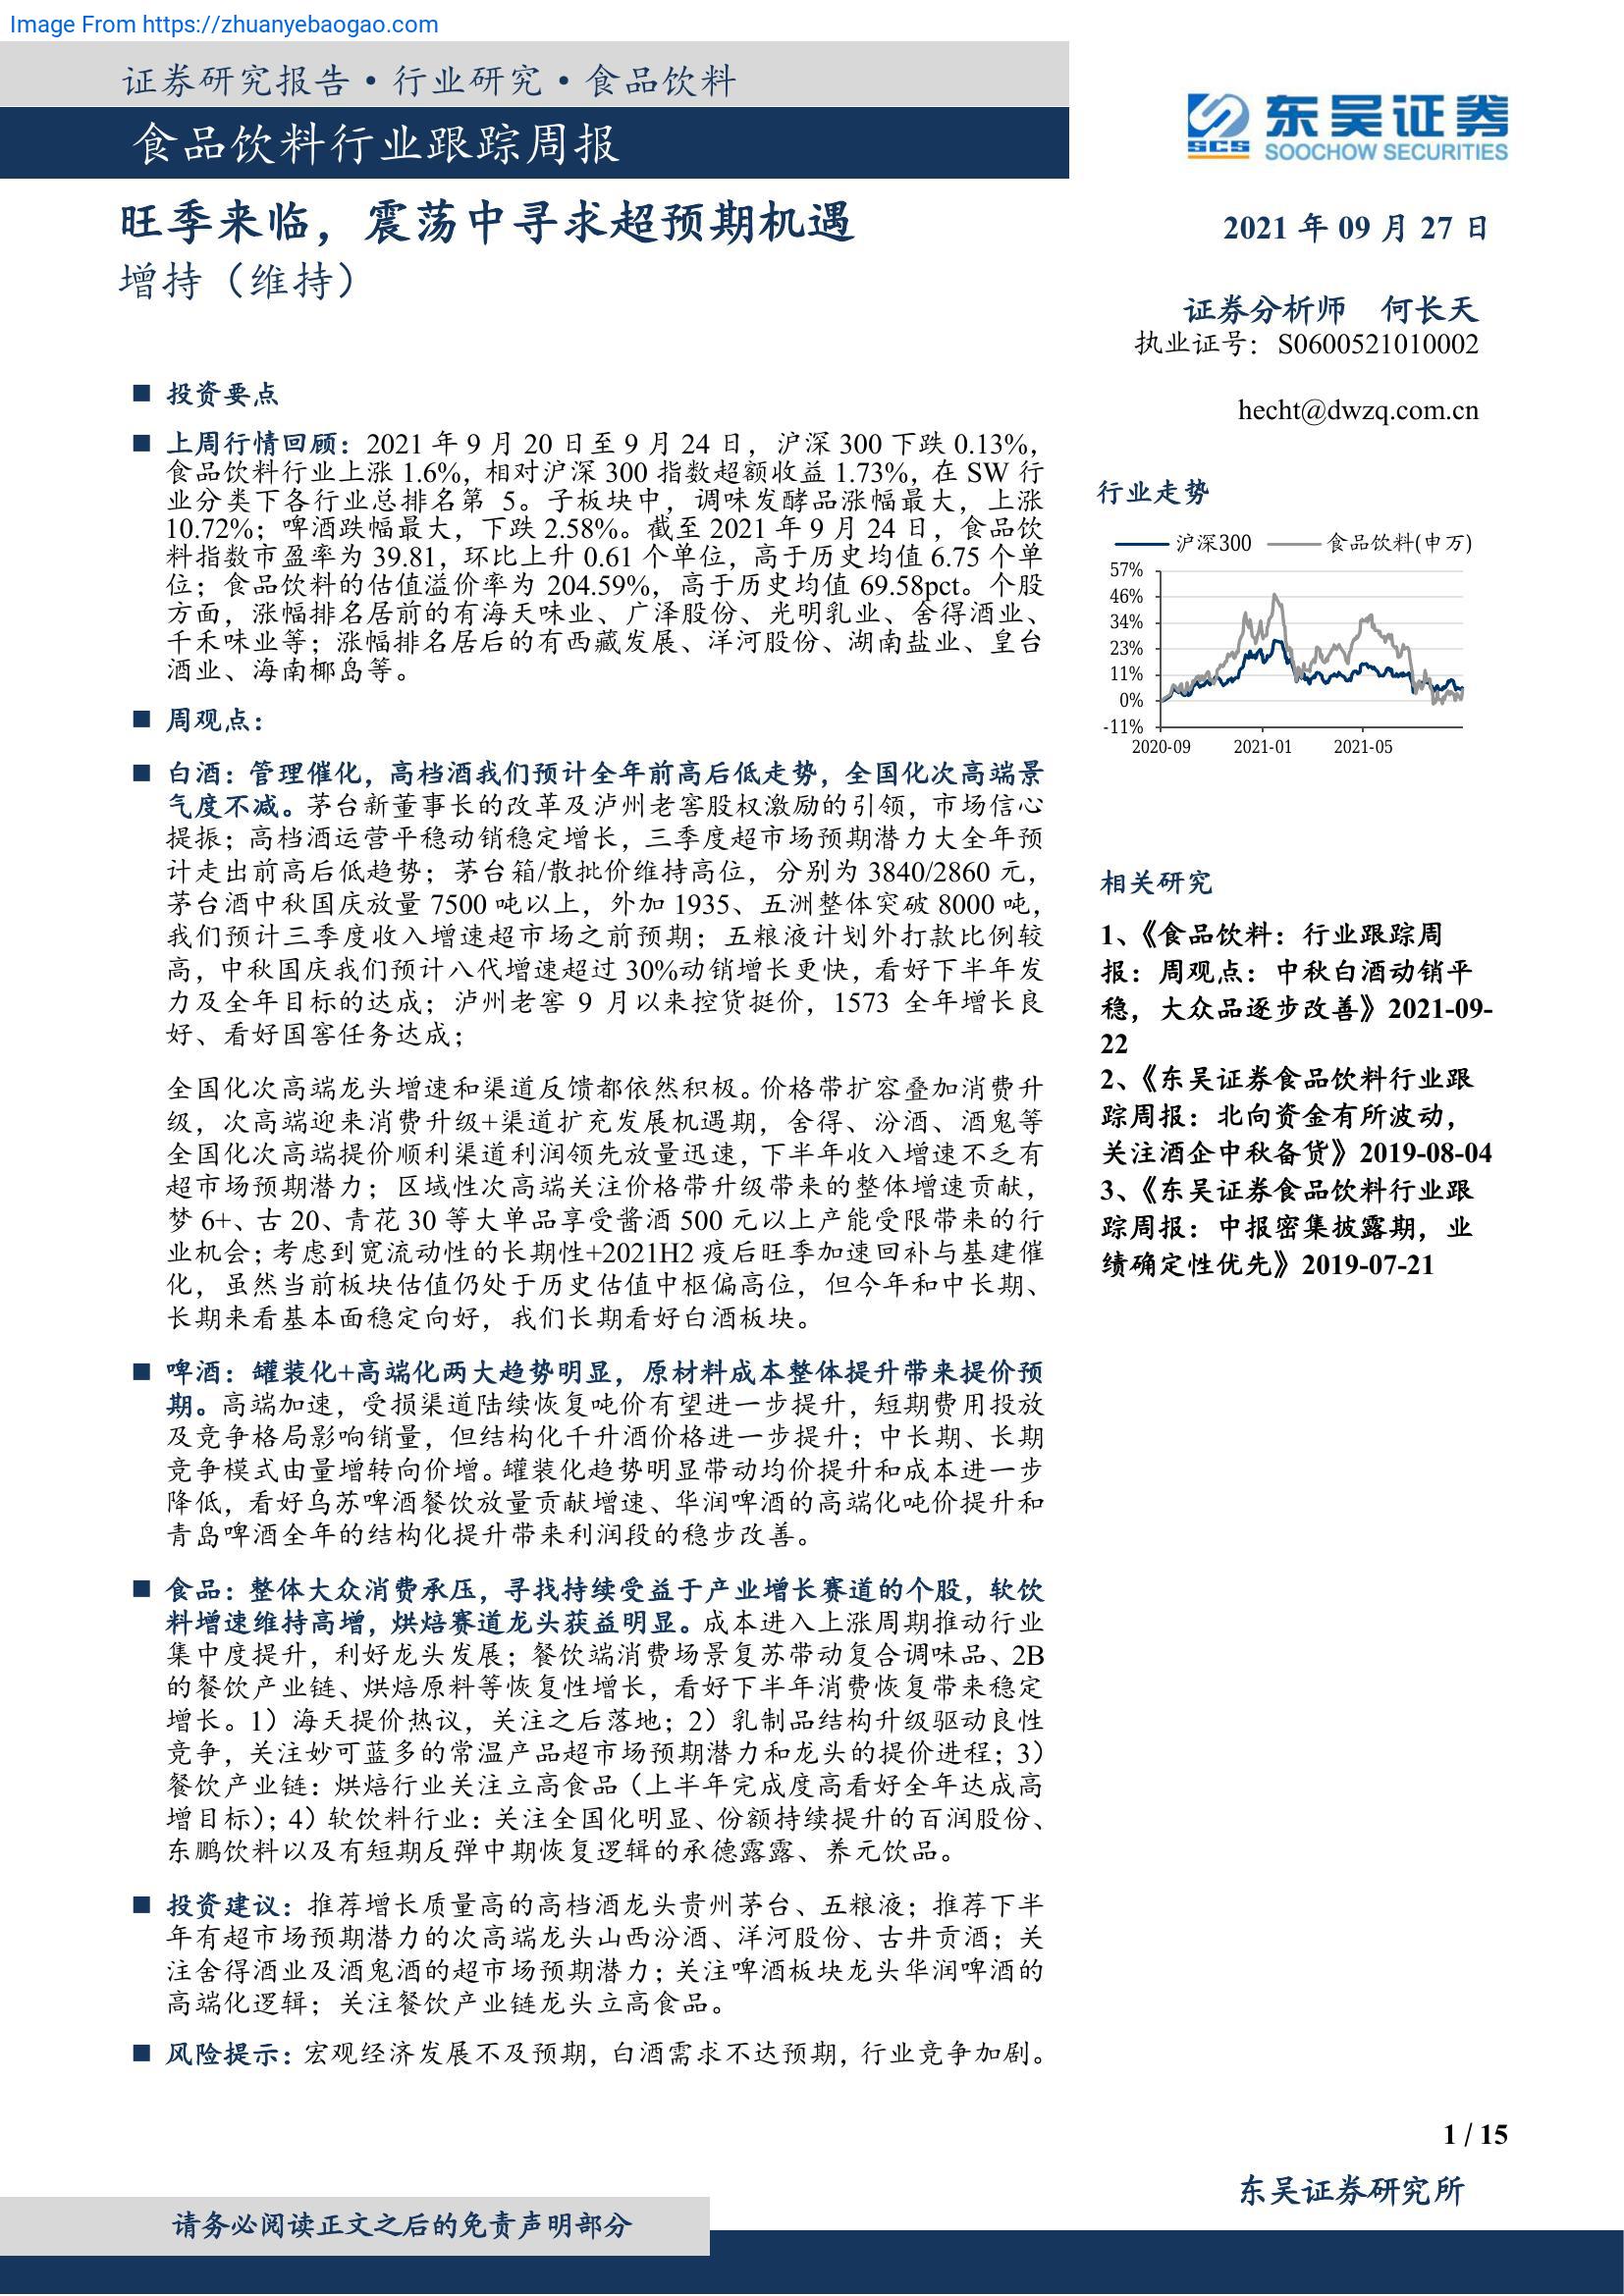 Image From https://zhuanyebaogao.com
证券研究报告·行业研究·食品饮料
食品饮料行业跟踪周报
东吴证券
SCS
SOOCHOW SECURITIES
旺季来临，震荡中寻求超预期机遇
增持（维持）
2021 年 09 月 27 日
证券分析师 何长天
执业证号：S0600521010002
hecht@dwzq.com.cn
■ 投资要点
■ 上周行情回顾：2021 年 9 月 20 日至 9 月 24 日，沪深 300 下跌 0.13%，
食品饮料行业上涨 1.6%，相对沪深 300 指数超额收益 1.73%，在 SW 行
业分类下各行业总排名第 5。子板块中，调味发酵品涨幅最大，上涨
10.72%；啤酒跌幅最大，下跌 2.58%。截至 2021 年 9 月 24 日，食品饮
料指数市盈率为 39.81，环比上升 0.61 个单位，高于历史均值 6.75 个单
位；食品饮料的估值溢价率为 204.59%，高于历史均值 69.58pct。个股
方面，涨幅排名居前的有海天味业、广泽股份、光明乳业、舍得酒业、
千禾味业等；涨幅排名居后的有西藏发展、洋河股份、湖南盐业、皇台
酒业、海南椰岛等。
■ 周观点：
■ 白酒：管理催化，高档酒我们预计全年前高后低走势，全国化次高端景
气度不减。茅台新董事长的改革及泸州老窖股权激励的引领，市场信心
提振；高档酒运营平稳动销稳定增长，三季度超市场预期潜力大全年预
计走出前高后低趋势；茅台箱/散批价维持高位，分别为 3840/2860 元，
茅台酒中秋国庆放量 7500 吨以上，外加 1935、五洲整体突破 8000 吨，
我们预计三季度收入增速超市场之前预期；五粮液计划外打款比例较
高，中秋国庆我们预计八代增速超过 30%动销增长更快，看好下半年发
力及全年目标的达成；泸州老窖 9 月以来控货挺价，1573 全年增长良
好、看好国窖任务达成；
全国化次高端龙头增速和渠道反馈都依然积极。价格带扩容叠加消费升
级，次高端迎来消费升级+渠道扩充发展机遇期，舍得、汾酒、酒鬼等
全国化次高端提价顺利渠道利润领先放量迅速，下半年收入增速不乏有
超市场预期潜力；区域性次高端关注价格带升级带来的整体增速贡献，
梦 6+、古 20、青花 30 等大单品享受酱酒 500 元以上产能受限带来的行
业机会；考虑到宽流动性的长期性+2021H2 疫后旺季加速回补与基建催
化，虽然当前板块估值仍处于历史估值中枢偏高位，但今年和中长期、
长期来看基本面稳定向好，我们长期看好白酒板块。
■ 啤酒：罐装化+高端化两大趋势明显，原材料成本整体提升带来提价预
期。高端加速，受损渠道陆续恢复吨价有望进一步提升，短期费用投放
及竞争格局影响销量，但结构化千升酒价格进一步提升；中长期、长期
竞争模式由量增转向价增。罐装化趋势明显带动均价提升和成本进一步
降低，看好乌苏啤酒餐饮放量贡献增速、华润啤酒的高端化吨价提升和
青岛啤酒全年的结构化提升带来利润段的稳步改善。
■ 食品：整体大众消费承压，寻找持续受益于产业增长赛道的个股，软饮
料增速维持高增，烘焙赛道龙头获益明显。成本进入上涨周期推动行业
集中度提升，利好龙头发展；餐饮端消费场景复苏带动复合调味品、2B
的餐饮产业链、烘焙原料等恢复性增长，看好下半年消费恢复带来稳定
增长。1）海天提价热议，关注之后落地；2）乳制品结构升级驱动良性
竞争，关注妙可蓝多的常温产品超市场预期潜力和龙头的提价进程；3）
餐饮产业链：烘焙行业关注立高食品（上半年完成度高看好全年达成高
增目标）；4）软饮料行业：关注全国化明显、份额持续提升的百润股份、
东鹏饮料以及有短期反弹中期恢复逻辑的承德露露、养元饮品。
■ 投资建议：推荐增长质量高的高档酒龙头贵州茅台、五粮液；推荐下半
年有超市场预期潜力的次高端龙头山西汾酒、洋河股份、古井贡酒；关
注舍得酒业及酒鬼酒的超市场预期潜力；关注啤酒板块龙头华润啤酒的
高端化逻辑；关注餐饮产业链龙头立高食品。
■ 风险提示：宏观经济发展不及预期，白酒需求不达预期，行业竞争加剧。
行业走势
沪深300 食品饮料(申万)
57%
46%
34%
23%
11%
0%
-11%
2020-09 2021-01 2021-05
相关研究
1、《食品饮料：行业跟踪周
报：周观点：中秋白酒动销平
稳，大众品逐步改善》2021-09-
22
2、《东吴证券食品饮料行业跟
踪周报：北向资金有所波动，
关注酒企中秋备货》2019-08-04
3、《东吴证券食品饮料行业跟
踪周报：中报密集披露期，业
绩确定性优先》2019-07-21
1 / 15
东吴证券研究所
请务必阅读正文之后的免责声明部分